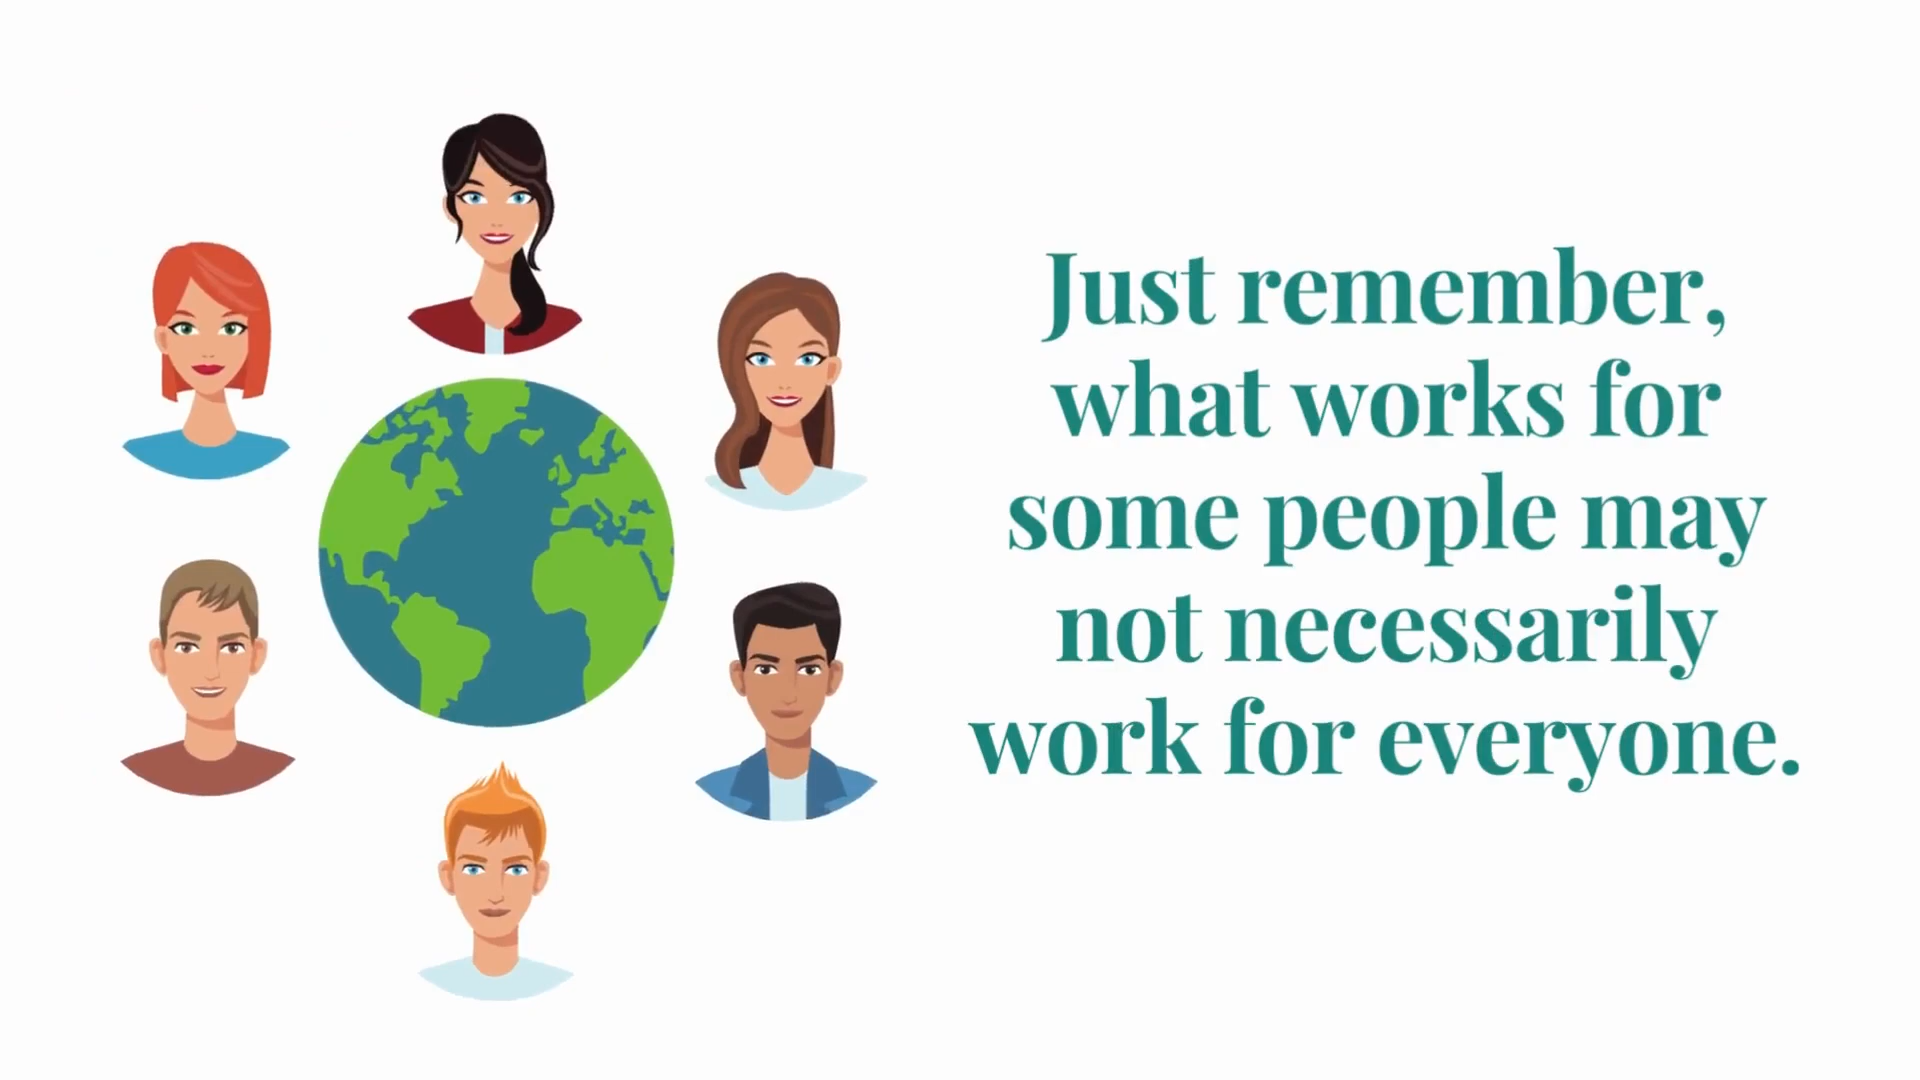 Just remember,
what works for
some people may
not necessarily
work for everyone.